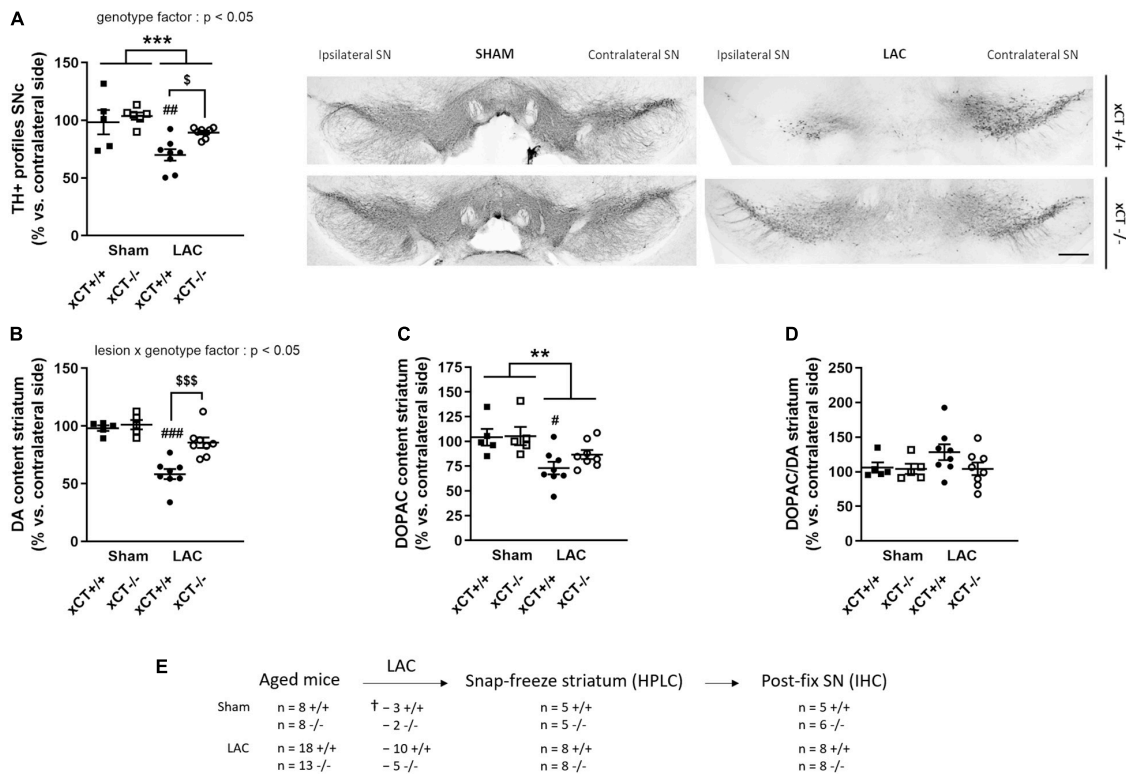 A
genotype factor : p < 0.05
***
$
##
TH+ profiles SNc
(% vs. contralateral side)
150
100
50
0
Sham LAC
xCT+/+ xCT-/- xCT+/+ xCT-/-
Ipsilateral SN SHAM Contralateral SN
Ipsilateral SN LAC Contralateral SN
xCT +/+
xCT -/-
B
lesion x genotype factor : p < 0.05
$$$
###
DA content striatum
(% vs. contralateral side)
150
100
50
0
Sham LAC
xCT+/+ xCT-/- xCT+/+ xCT-/-
C
**
#
DOPAC content striatum
(% vs. contralateral side)
175
150
125
100
75
50
25
0
Sham LAC
xCT+/+ xCT-/- xCT+/+ xCT-/-
D
DOPAC/DA striatum
(% vs. contralateral side)
250
200
150
100
50
0
Sham LAC
xCT+/+ xCT-/- xCT+/+ xCT-/-
E
LAC
Aged mice Snap-freeze striatum (HPLC) Post-fix SN (IHC)
Sham n = 8 +/+ † – 3 +/+ n = 5 +/+ n = 5 +/+
n = 8 -/- – 2 -/- n = 5 -/- n = 6 -/-
LAC n = 18 +/+ – 10 +/+ n = 8 +/+ n = 8 +/+
n = 13 -/- – 5 -/- n = 8 -/- n = 8 -/-